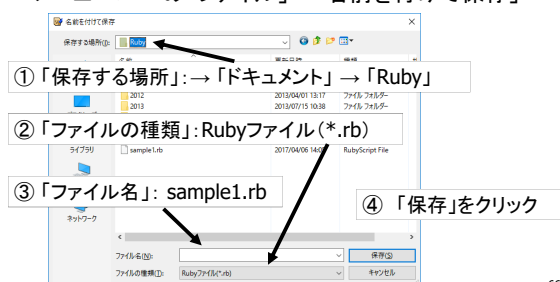 名前を付けて保存
保存する場所(I):
Ruby
① 「保存する場所」:→「ドキュメント」→「Ruby」
2012 2013/04/01 13:17 ファイル フォルダー
2013 2013/07/15 10:38 ファイル フォルダー
② 「ファイルの種類」:Rubyファイル(*.rb)
ライブラリ
sample1.rb 2017/04/06 14:0 RubyScript File
③ 「ファイル名」: sample1.rb
④ 「保存」をクリック
ネットワーク
ファイル名(N):
保存(S)
ファイルの種類(T): Rubyファイル(*.rb)
キャンセル